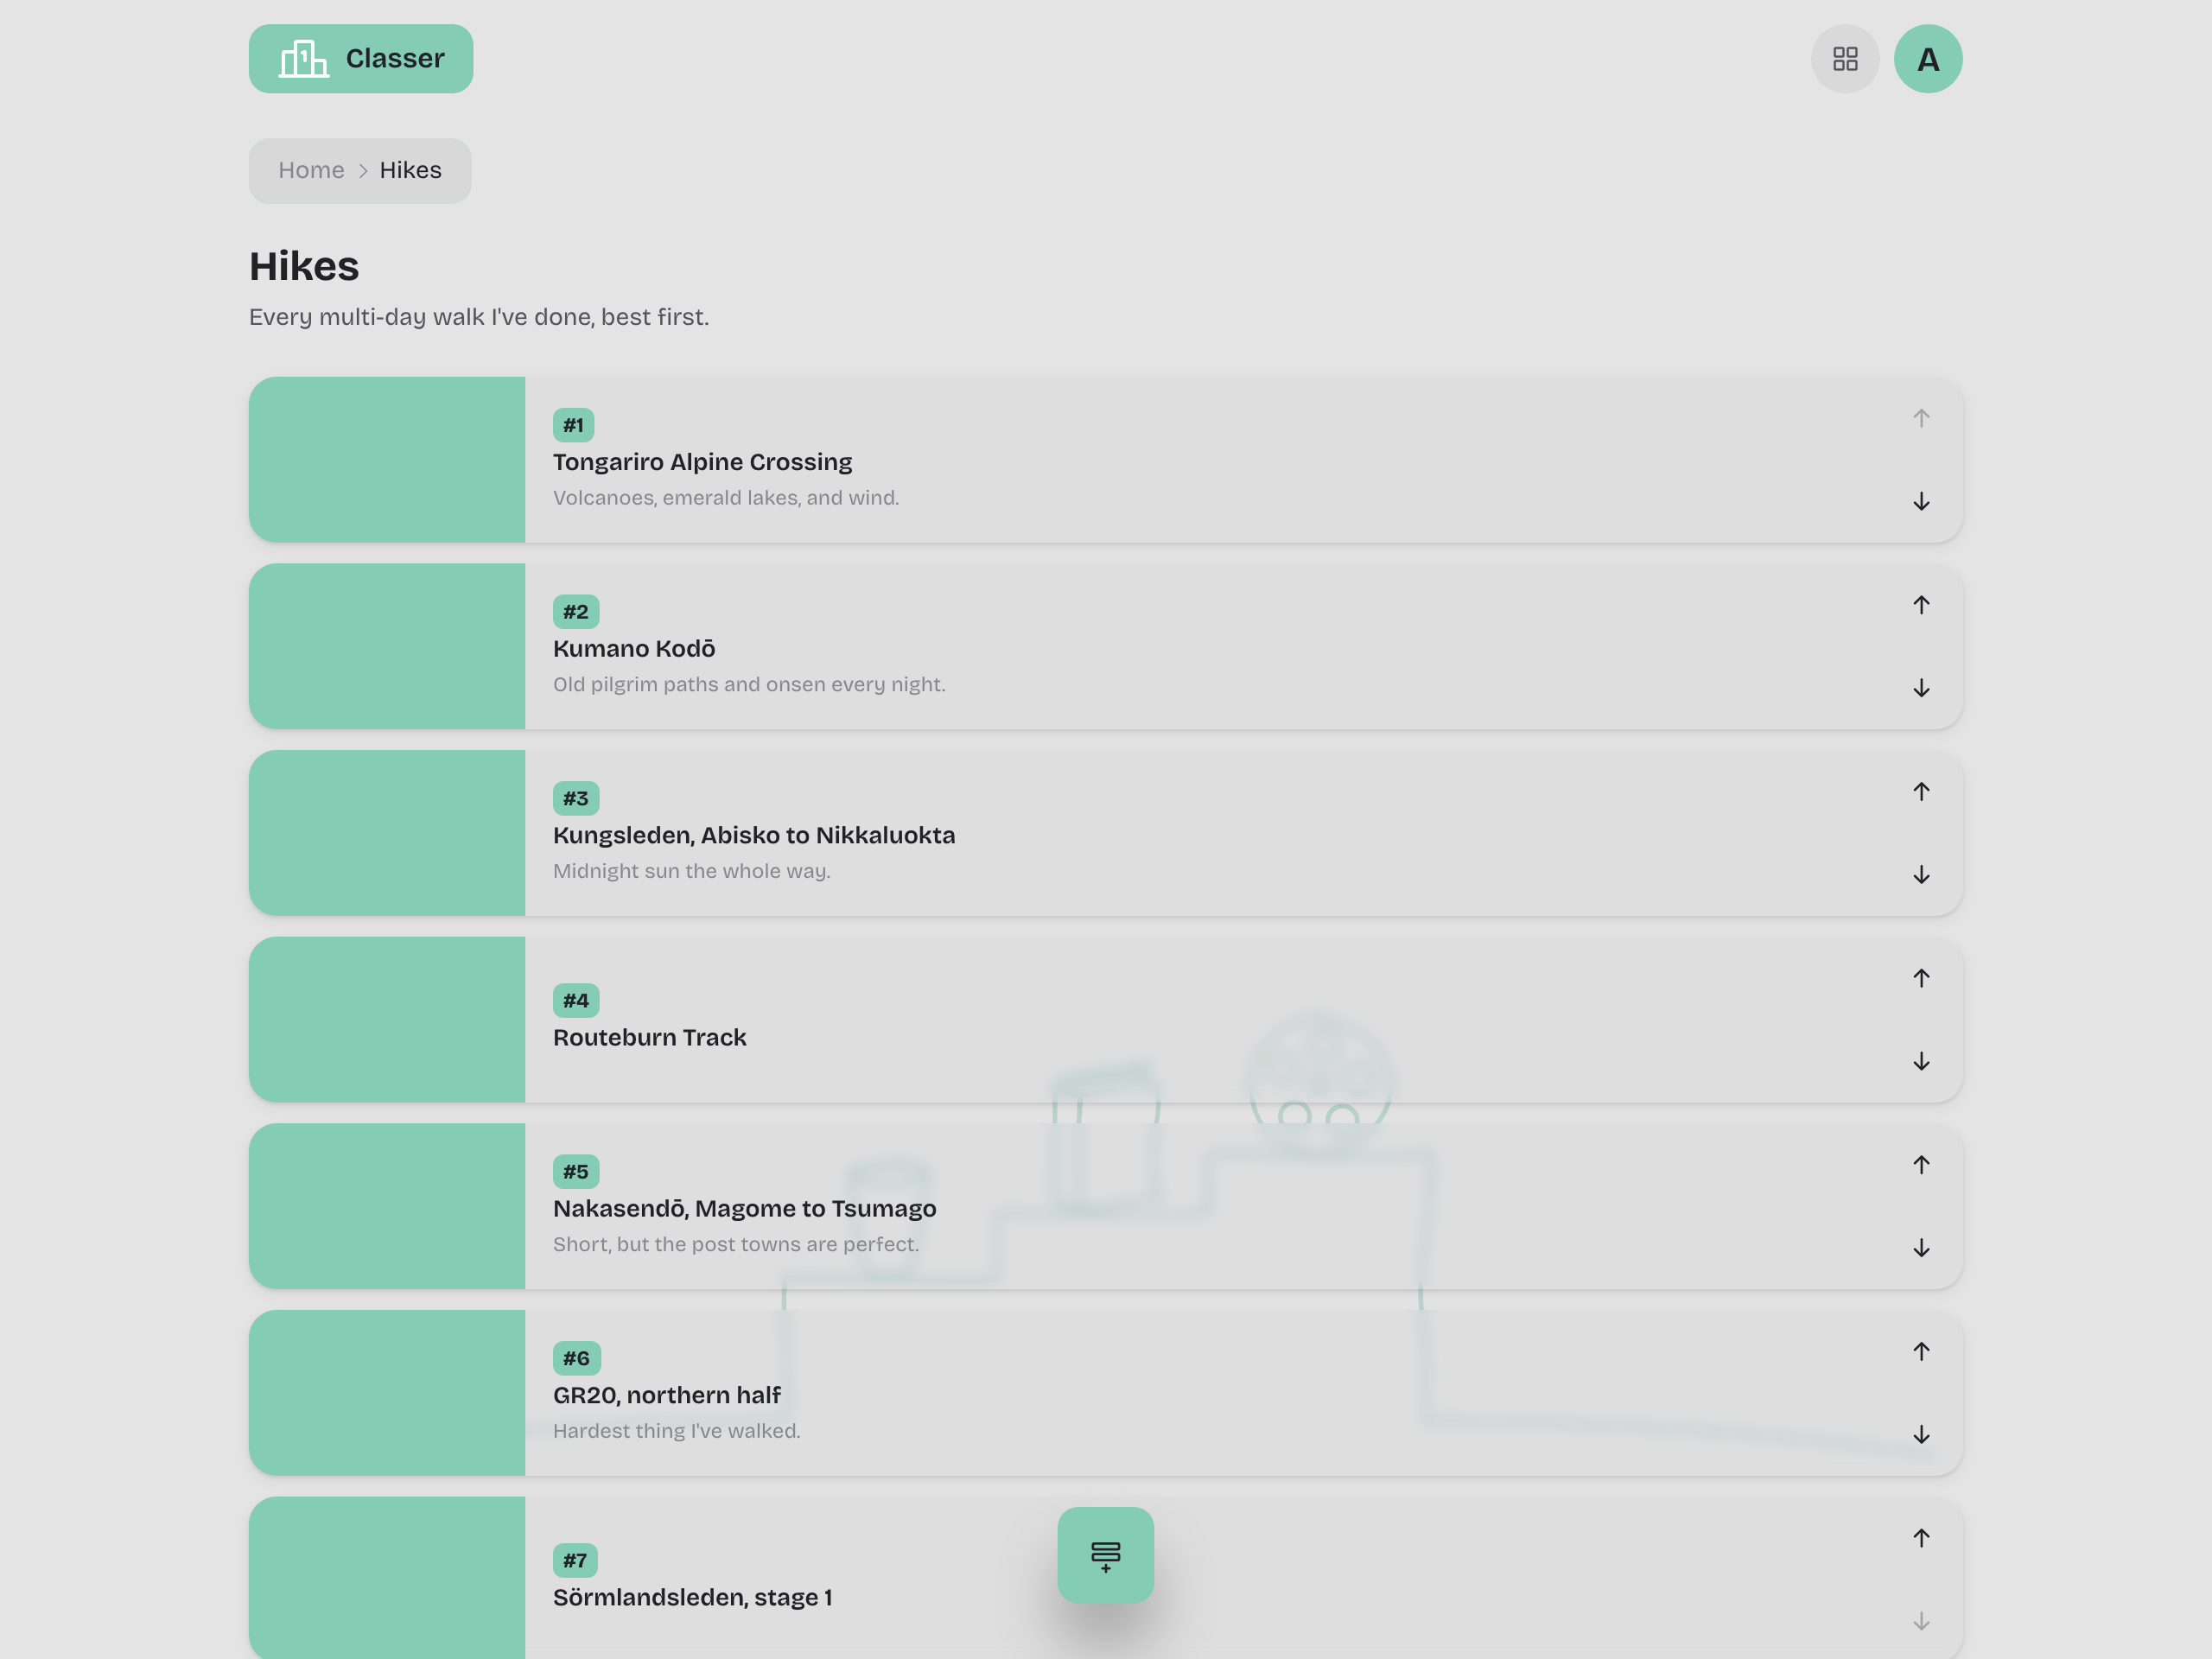 Classer
A
Home > Hikes
Hikes
Every multi-day walk I've done, best first.
#1
Tongariro Alpine Crossing
Volcanoes, emerald lakes, and wind.
#2
Kumano Kodō
Old pilgrim paths and onsen every night.
#3
Kungsleden, Abisko to Nikkaluokta
Midnight sun the whole way.
#4
Routeburn Track
#5
Nakasendō, Magome to Tsumago
Short, but the post towns are perfect.
#6
GR20, northern half
Hardest thing I've walked.
#7
Sörmlandsleden, stage 1